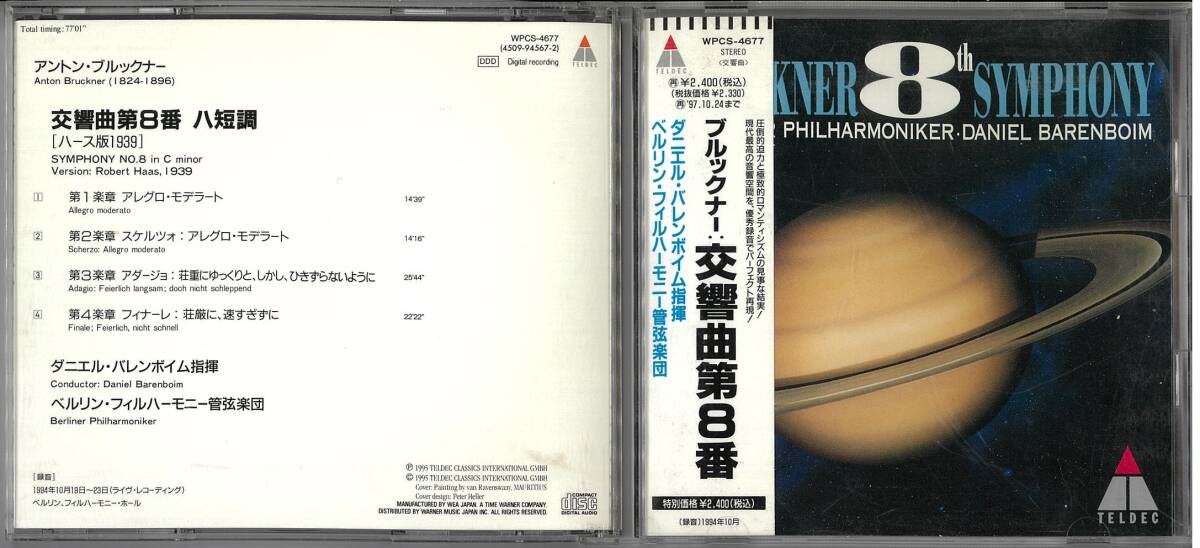 Total timing: 77'01"
WPCS-4677
(4509-94567-2)
DDD Digital recording
TELDEC
アントン・ブルックナー
Anton Bruckner (1824-1896)
交響曲第8番 ハ短調
[ハース版1939]
SYMPHONY NO.8 in C minor
Version: Robert Haas, 1939
1 第1楽章 アレグロ・モデラート 14'39"
Allegro moderato
2 第2楽章 スケルツォ：アレグロ・モデラート 14'16"
Scherzo: Allegro moderato
3 第3楽章 アダージョ：荘重にゆっくりと、しかし、ひきずらないように 25'44"
Adagio: Feierlich langsam; doch nicht schleppend
4 第4楽章 フィナーレ：荘厳に、速すぎずに 22'22"
Finale; Feierlich, nicht schnell
ダニエル・バレンボイム指揮
Conductor: Daniel Barenboim
ベルリン・フィルハーモニー管弦楽団
Berliner Philharmoniker
[録音]
1994年10月19日〜23日(ライヴ・レコーディング)
ベルリン、フィルハーモニー・ホール
Ⓟ 1995 TELDEC CLASSICS INTERNATIONAL GMBH
© 1995 TELDEC CLASSICS INTERNATIONAL GMBH
Cover: Paintting by van Ravenswaay, MAURITIUS
Cover design: Peter Heller
MANUFACTURED BY WEA JAPAN. A TIME WARNER COMPANY.
DISTRIBUTED BY WARNER MUSIC JAPAN INC. ALL RIGHTS RESERVED.
COMPACT
disc
DIGITAL AUDIO
TELDEC
WPCS-4677
STEREO
〈交響曲〉
再¥2,400(税込)
(税抜価格¥2,330)
再'97.10.24まで
圧倒的迫力と極致的ロマンティシズムの見事な結実！
現代最高の音響空間を、優秀録音でパーフェクト再現！
ブルックナー：交響曲第8番
ダニエル・バレンボイム指揮
ベルリン・フィルハーモニー管弦楽団
特別価格¥2,400(税込)
(録音)1994年10月
KNER 8th SYMPHONY
R PHILHARMONIKER·DANIEL BARENBOIM
TELDEC